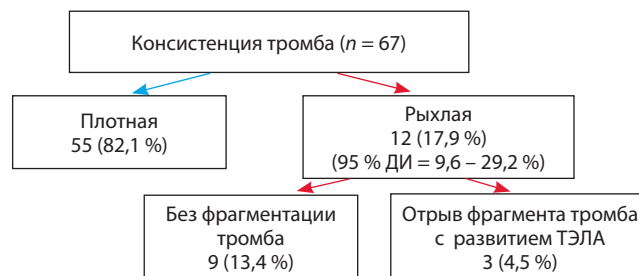 Консистенция тромба (n = 67)
Плотная
55 (82,1 %)
Рыхлая
12 (17,9 %)
(95 % ДИ = 9,6 – 29,2 %)
Без фрагментации
тромба
9 (13,4 %)
Отрыв фрагмента тромба
с развитием ТЭЛА
3 (4,5 %)